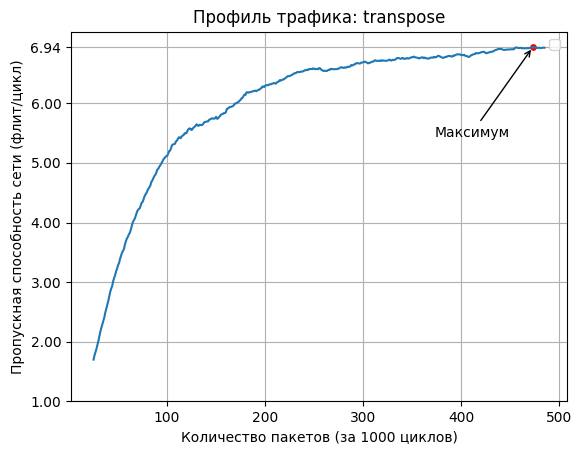 Профиль трафика: transpose
Пропускная способность сети (флит/цикл)
6.94
6.00
5.00
4.00
3.00
2.00
1.00
Максимум
100 200 300 400 500
Количество пакетов (за 1000 циклов)